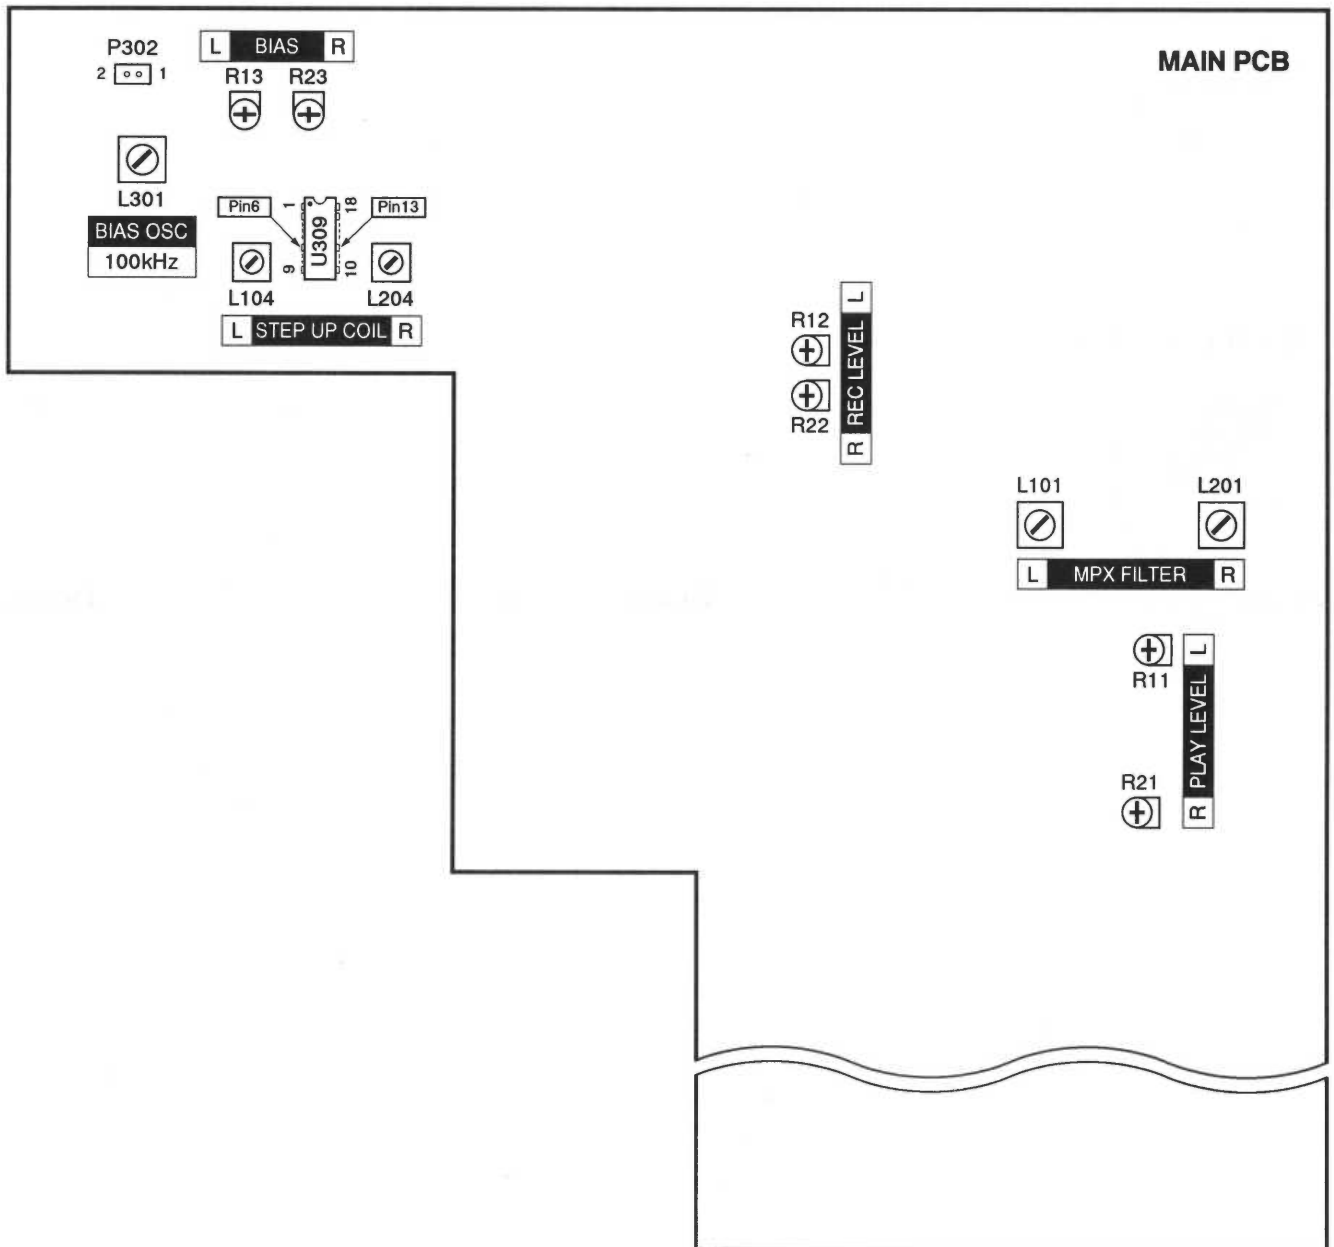 MAIN PCB
P302
2 1
L BIAS R
R13 R23
L301
BIAS OSC
100kHz
Pin6 1 18 Pin13
U309
9 10
L104 L204
L STEP UP COIL R
R12
R22
R REC LEVEL L
L101 L201
L MPX FILTER R
R11
R21
R PLAY LEVEL L